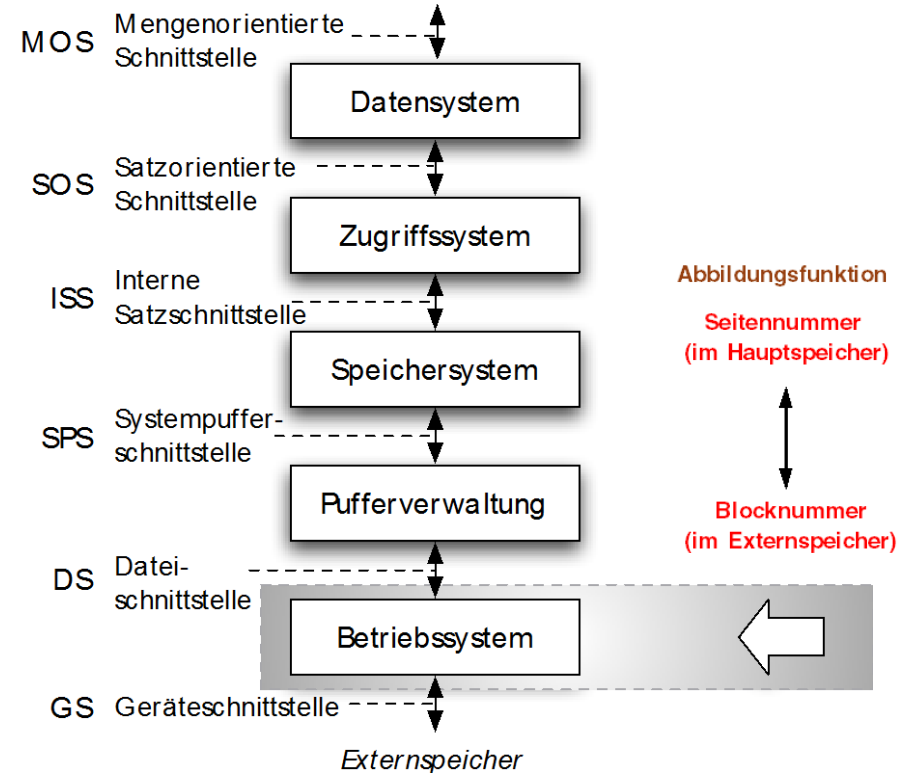 MOS
Mengenorientierte
Schnittstelle
Datensystem
SOS
Satzorientierte
Schnittstelle
Zugriffssystem
ISS
Interne
Satzschnittstelle
Abbildungsfunktion
Seitennummer
(im Hauptspeicher)
Speichersystem
SPS
Systempuffer-
schnittstelle
Pufferverwaltung
Blocknummer
(im Externspeicher)
DS
Datei-
schnittstelle
Betriebssystem
GS
Geräteschnittstelle
Externspeicher